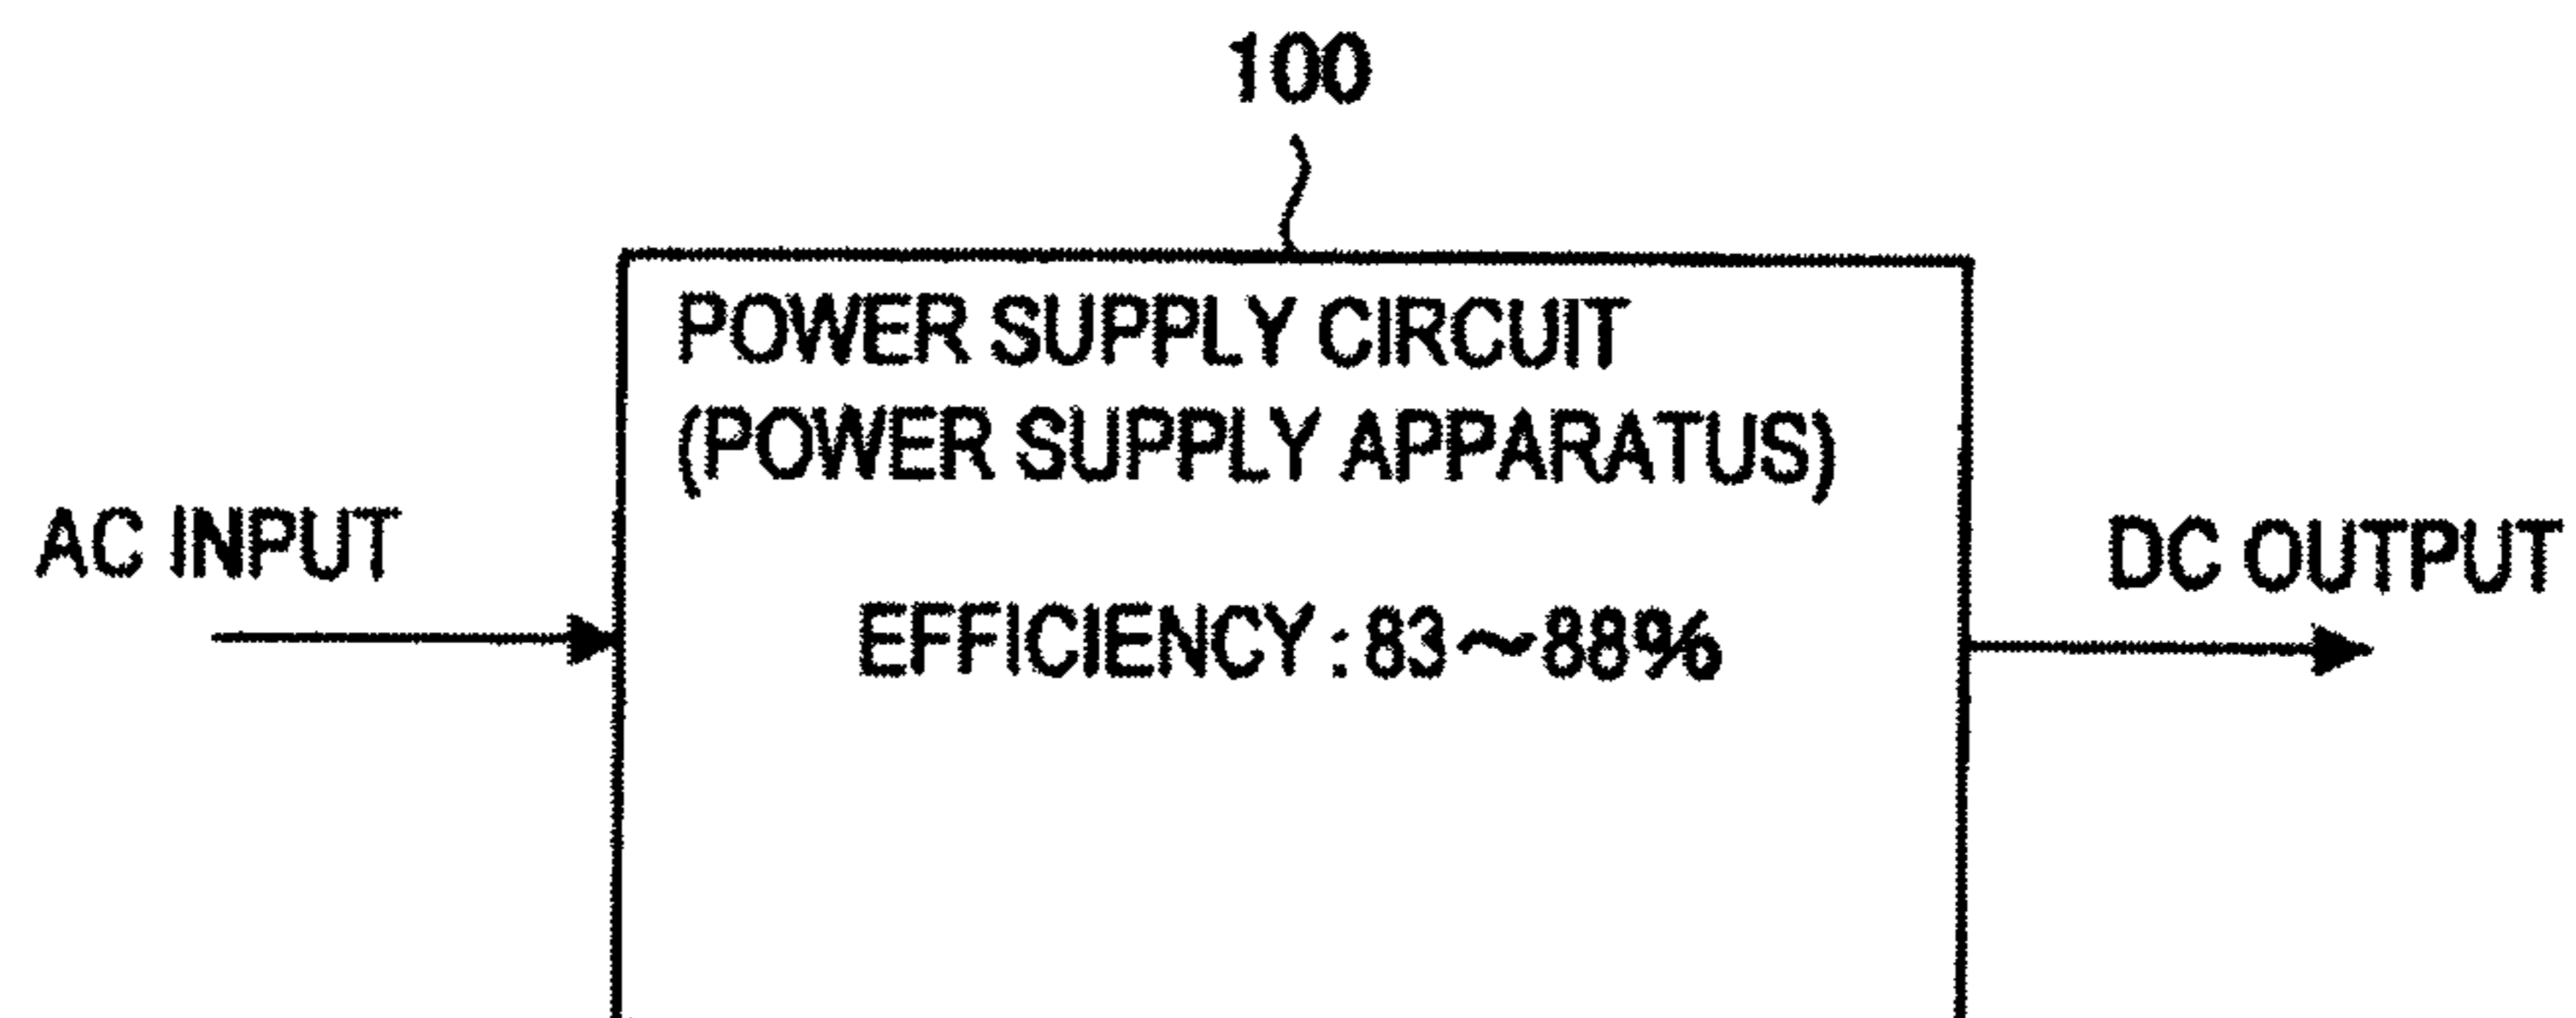 100
POWER SUPPLY CIRCUIT
(POWER SUPPLY APPARATUS)
AC INPUT
DC OUTPUT
EFFICIENCY : 83～88%